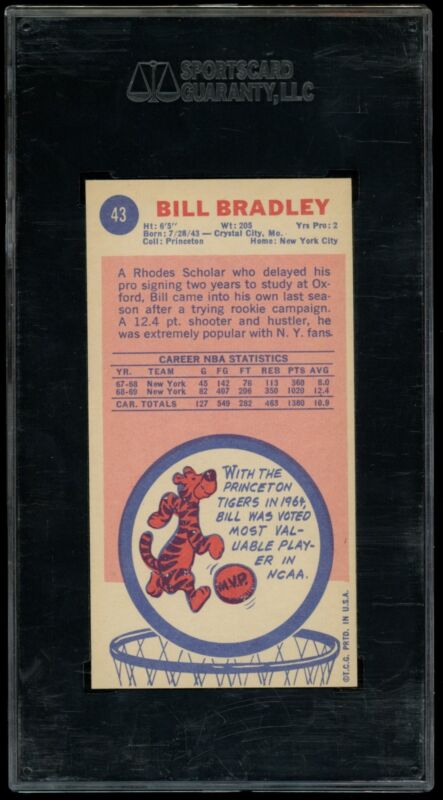 SPORTSCARD
GUARANTY, LLC
43
BILL BRADLEY
Ht: 6'5" Wt: 205 Yrs Pro: 2
Born: 7/28/43 — Crystal City, Mo.
Coll: Princeton Home: New York City
A Rhodes Scholar who delayed his
pro signing two years to study at Ox-
ford, Bill came into his own last sea-
son after a trying rookie campaign.
A 12.4 pt. shooter and hustler, he
was extremely popular with N. Y. fans.
CAREER NBA STATISTICS
YR. TEAM G FG FT REB PTS AVG
67-68 New York 45 142 76 113 360 8.0
68-69 New York 82 407 206 350 1020 12.4
CAR. TOTALS 127 549 282 463 1380 10.9
WITH THE
PRINCETON
TIGERS IN 1964,
BILL WAS VOTED
MOST VAL-
UABLE PLAY-
ER IN
NCAA.
M.V.P.
©T.C.G. PRTD. IN U.S.A.